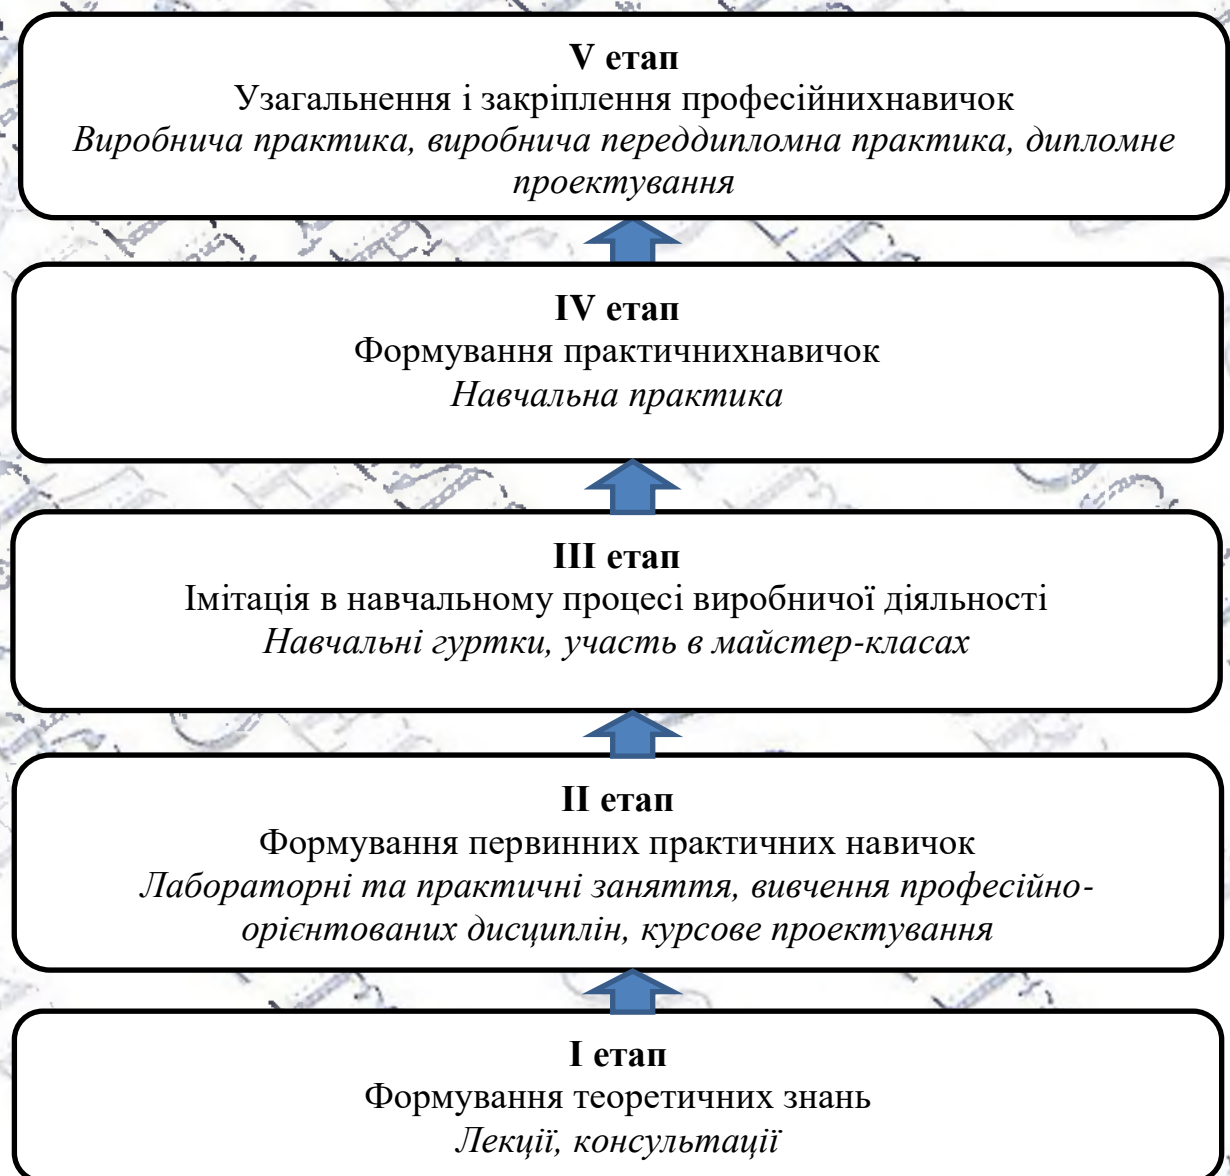 V етап
Узагальнення і закріплення професійнихнавичок
Виробнича практика, виробнича переддипломна практика, дипломне
проектування
IV етап
Формування практичнихнавичок
Навчальна практика
III етап
Імітація в навчальному процесі виробничої діяльності
Навчальні гуртки, участь в майстер-класах
II етап
Формування первинних практичних навичок
Лабораторні та практичні заняття, вивчення професійно-
орієнтованих дисциплін, курсове проектування
I етап
Формування теоретичних знань
Лекції, консультації